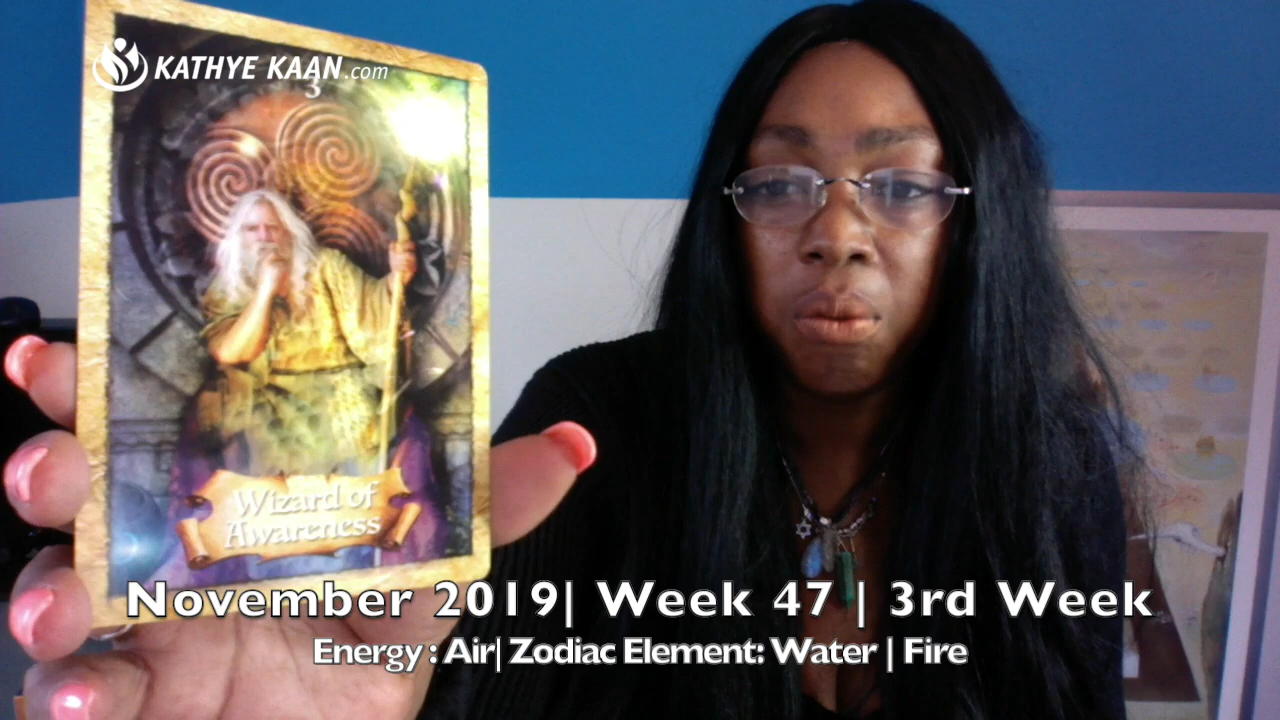 KATHYE KAAN.com
3
Wizard of
Awareness
November 2019| Week 47 | 3rd Week
Energy : Air| Zodiac Element: Water | Fire